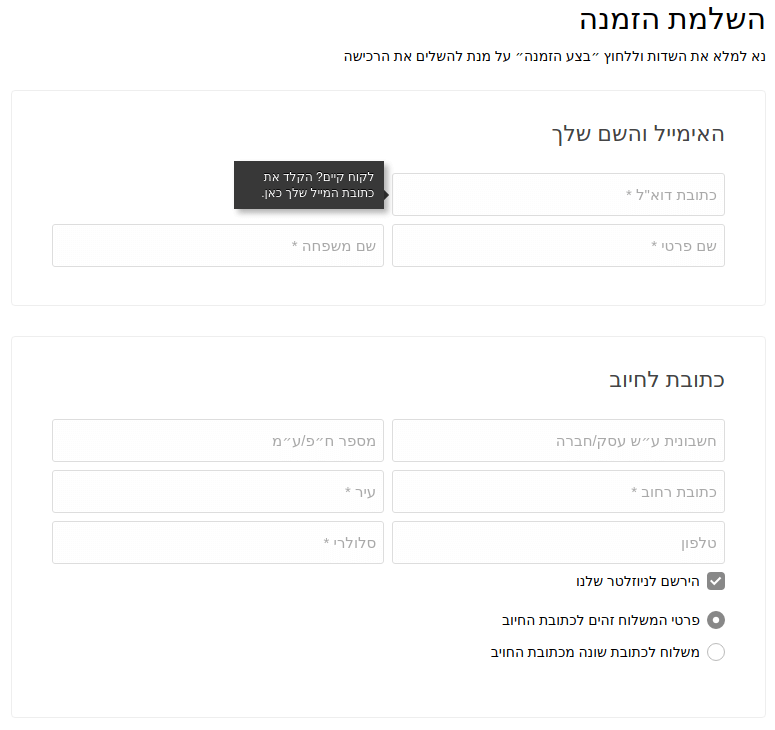 השלמת הזמנה
נא למלא את השדות וללחוץ ״בצע הזמנה״ על מנת להשלים את הרכישה
האימייל והשם שלך
כתובת דוא"ל *
לקוח קיים? הקלד את
כתובת המייל שלך כאן.
שם פרטי *
שם משפחה *
כתובת לחיוב
חשבונית ע״ש עסק/חברה
מספר ח״פ/ע״מ
כתובת רחוב *
עיר *
טלפון
סלולרי *
הירשם לניוזלטר שלנו
פרטי המשלוח זהים לכתובת החיוב
משלוח לכתובת שונה מכתובת החויב